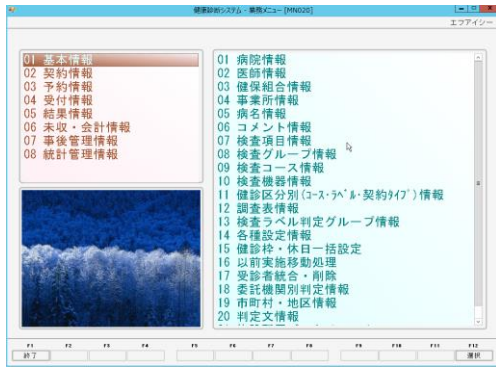 健康診断システム - 業務メニュー [MN020]
エフアイシー
01 基本情報
02 契約情報
03 予約情報
04 受付情報
05 結果情報
06 未収・会計情報
07 事後管理情報
08 統計管理情報
01 病院情報
02 医師情報
03 健保組合情報
04 事業所情報
05 病名情報
06 コメント情報
07 検査項目情報
08 検査グループ情報
09 検査コース情報
10 検査機器情報
11 健診区分別(ｺｰｽ･ﾗﾍﾞﾙ･契約ﾀｲﾌﾟ)情報
12 調査表情報
13 検査ラベル判定グループ情報
14 各種設定情報
15 健診枠・休日一括設定
16 以前実施移動処理
17 受診者統合・削除
18 委託機関別判定情報
19 市町村・地区情報
20 判定文情報
F1 F2 F3 F4 F5 F6 F7 F8 F9 F10 F11 F12
終了 選択